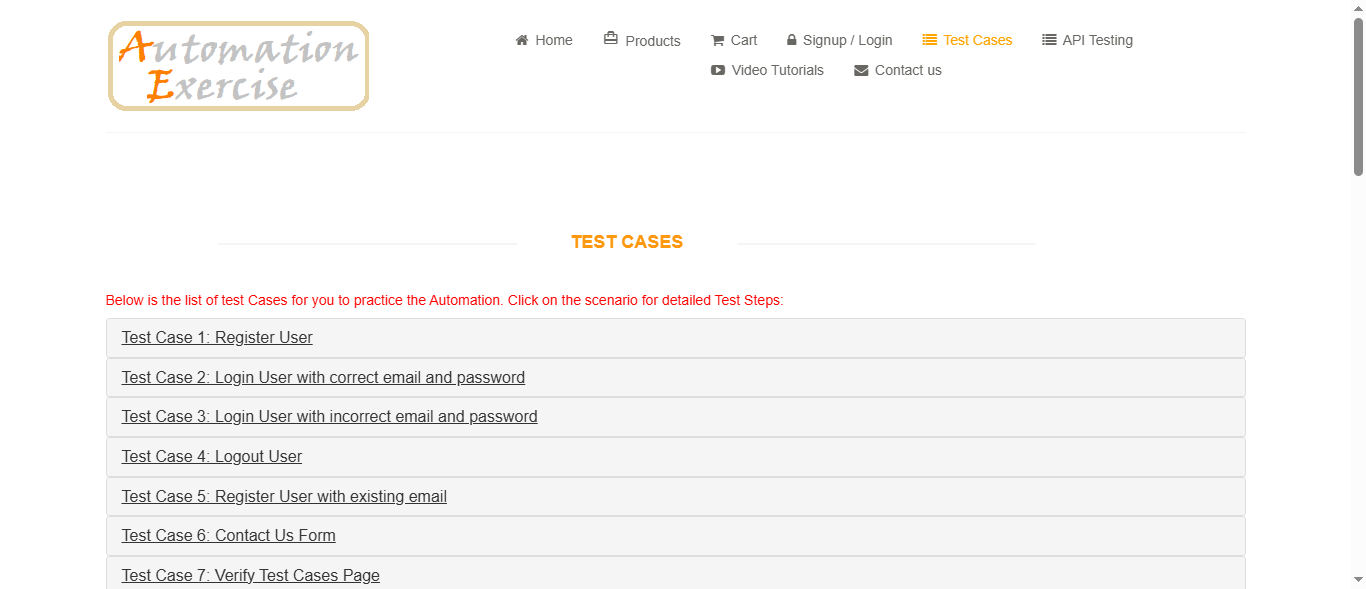 Automation
Exercise
Home Products Cart Signup / Login Test Cases API Testing
Video Tutorials Contact us
TEST CASES
Below is the list of test Cases for you to practice the Automation. Click on the scenario for detailed Test Steps:
Test Case 1: Register User
Test Case 2: Login User with correct email and password
Test Case 3: Login User with incorrect email and password
Test Case 4: Logout User
Test Case 5: Register User with existing email
Test Case 6: Contact Us Form
Test Case 7: Verify Test Cases Page